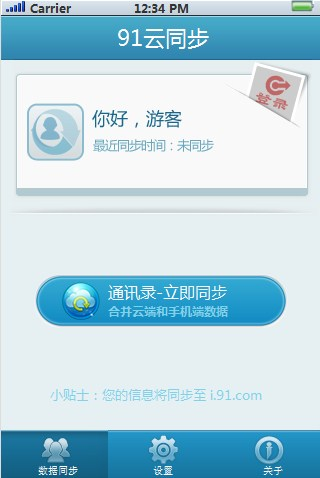 Carrier 12:34 PM
91云同步
登录
你好，游客
最近同步时间：未同步
通讯录-立即同步
合并云端和手机端数据
小贴士：您的信息将同步至 i.91.com
数据同步 设置 关于